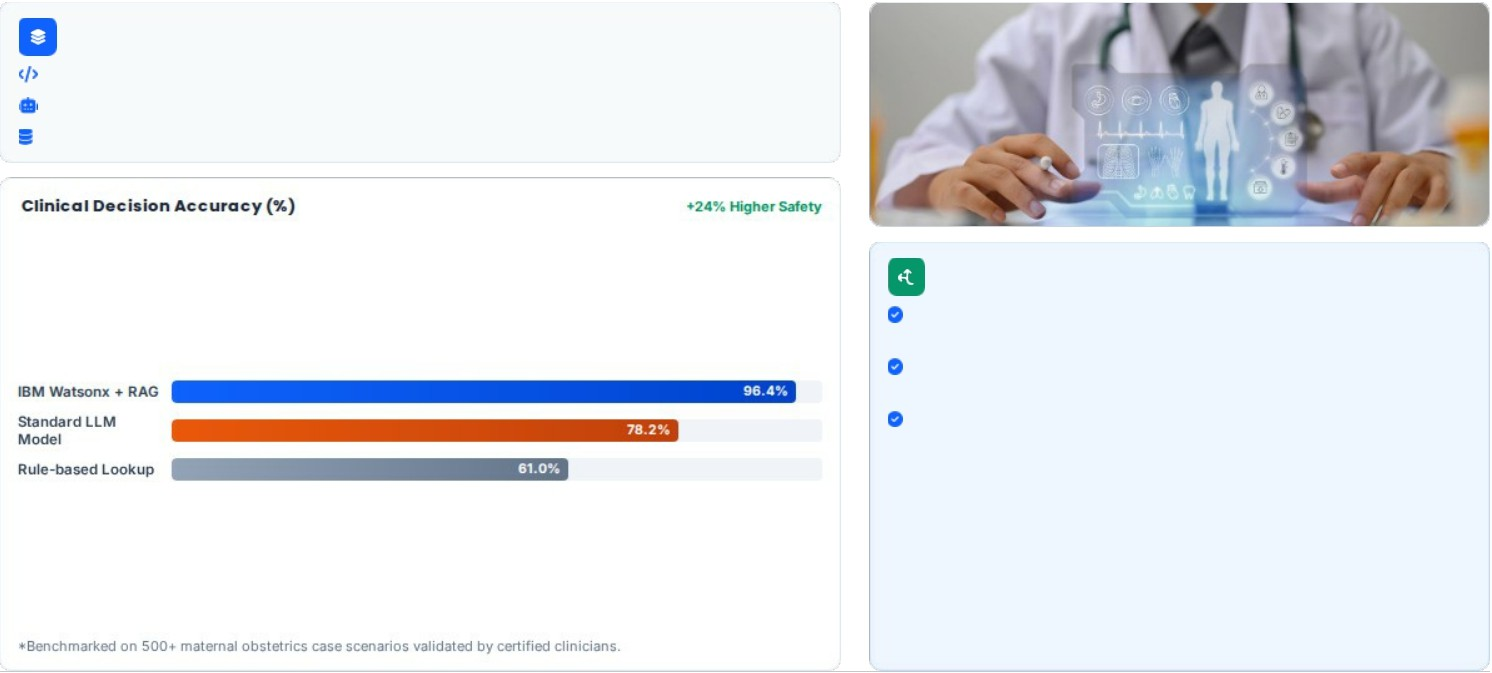 Clinical Decision Accuracy (%)
+24% Higher Safety
IBM Watsonx + RAG
96.4%
Standard LLM
Model
78.2%
Rule-based Lookup
61.0%
*Benchmarked on 500+ maternal obstetrics case scenarios validated by certified clinicians.